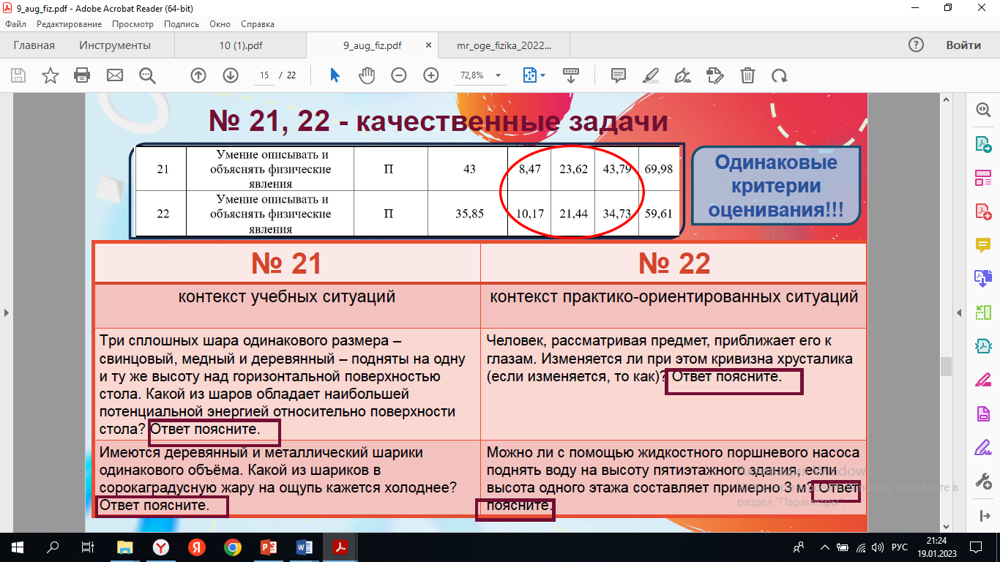 9_aug_fiz.pdf - Adobe Acrobat Reader (64-bit)
Файл Редактирование Просмотр Подпись Окно Справка
Главная Инструменты 10 (1).pdf 9_aug_fiz.pdf × mr_oge_fizika_2022... Войти
15 / 22 72,8%
№ 21, 22 - качественные задачи
21 Умение описывать и объяснять физические явления П 43 8,47 23,62 43,79 69,98
22 Умение описывать и объяснять физические явления П 35,85 10,17 21,44 34,73 59,61
Одинаковые
критерии
оценивания!!!
№ 21 № 22
контекст учебных ситуаций контекст практико-ориентированных ситуаций
Три сплошных шара одинакового размера –
свинцовый, медный и деревянный – подняты на одну
и ту же высоту над горизонтальной поверхностью
стола. Какой из шаров обладает наибольшей
потенциальной энергией относительно поверхности
стола? Ответ поясните.
Человек, рассматривая предмет, приближает его к
глазам. Изменяется ли при этом кривизна хрусталика
(если изменяется, то как)? Ответ поясните.
Имеются деревянный и металлический шарики
одинакового объёма. Какой из шариков в
сорокаградусную жару на ощупь кажется холоднее?
Ответ поясните.
Можно ли с помощью жидкостного поршневого насоса
поднять воду на высоту пятиэтажного здания, если
высота одного этажа составляет примерно 3 м? Ответ
поясните.
Windows
Windows, перейдите в
раздел "Параметры".
РУС
21:24
19.01.2023